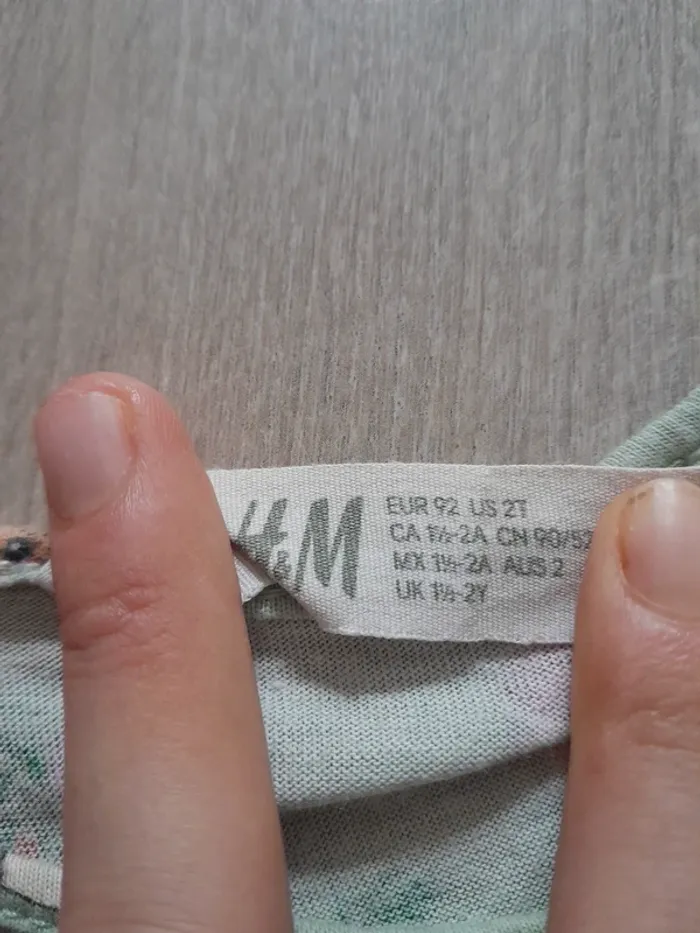 H&M
EUR 92 US 2T
CA 1½-2A CN 90/52
MX 1½-2A AUS 2
UK 1½-2Y